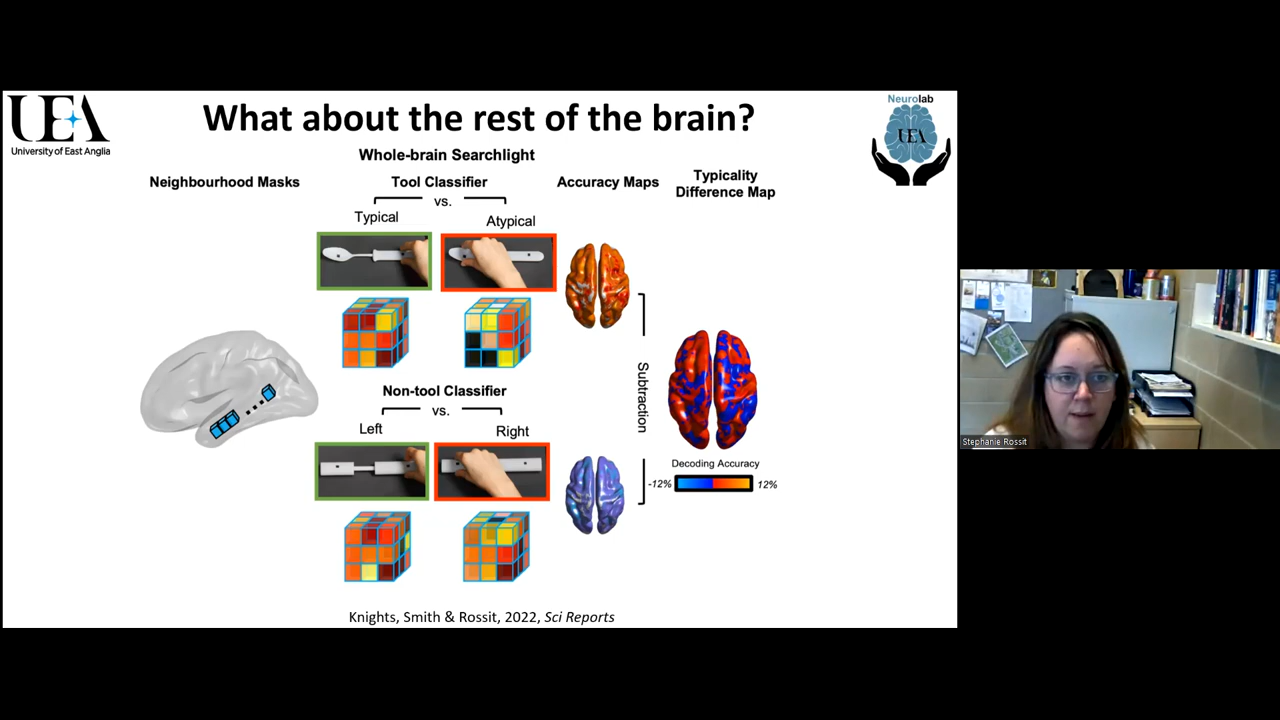 UEA
University of East Anglia
What about the rest of the brain?
Neurolab
UEA
Whole-brain Searchlight
Neighbourhood Masks
Tool Classifier
Accuracy Maps
Typicality
Difference Map
vs.
Typical
Atypical
Subtraction
Non-tool Classifier
vs.
Left
Right
Decoding Accuracy
-12%
12%
Knights, Smith & Rossit, 2022, Sci Reports
Stephanie Rossit